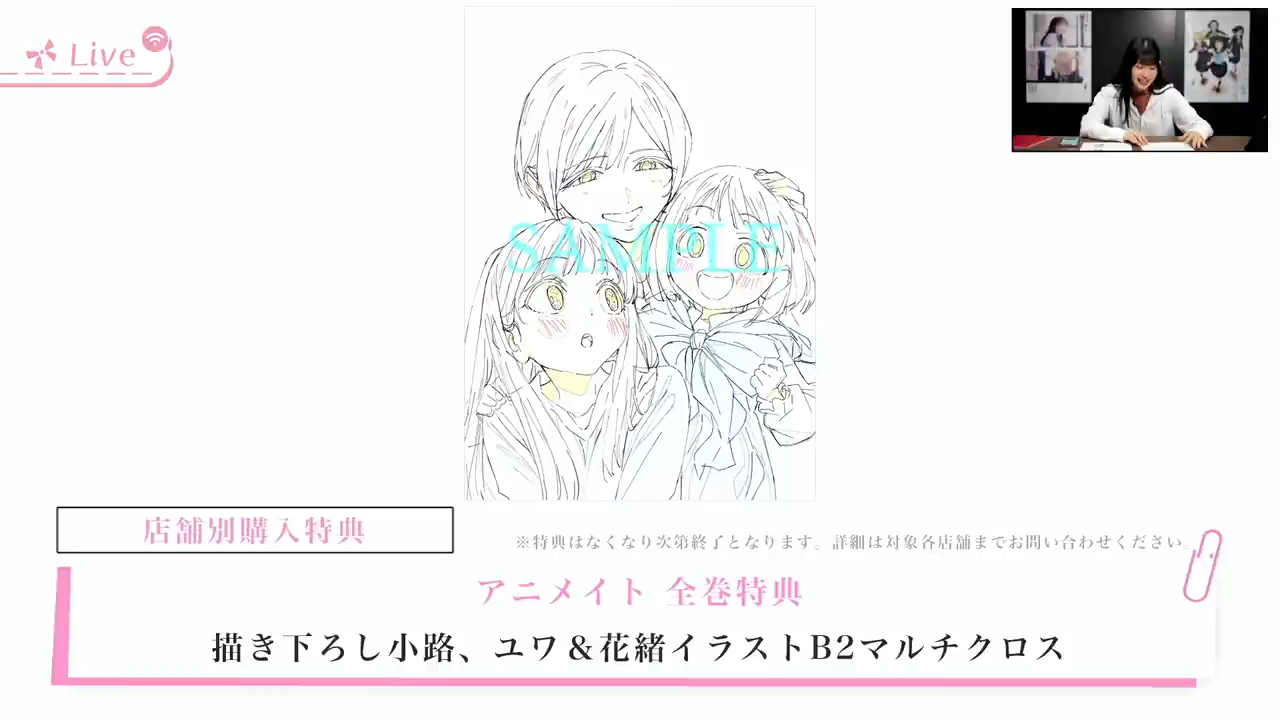 Live
SAMPLE
店舗別購入特典
※特典はなくなり次第終了となります。詳細は対象各店舗までお問い合わせください。
アニメイト 全巻特典
描き下ろし小路、ユワ＆花緒イラストB2マルチクロス